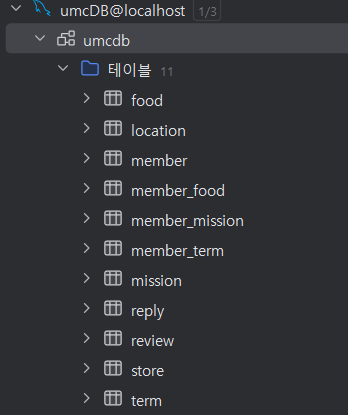 umcDB@localhost 1/3
umcdb
테이블 11
food
location
member
member_food
member_mission
member_term
mission
reply
review
store
term